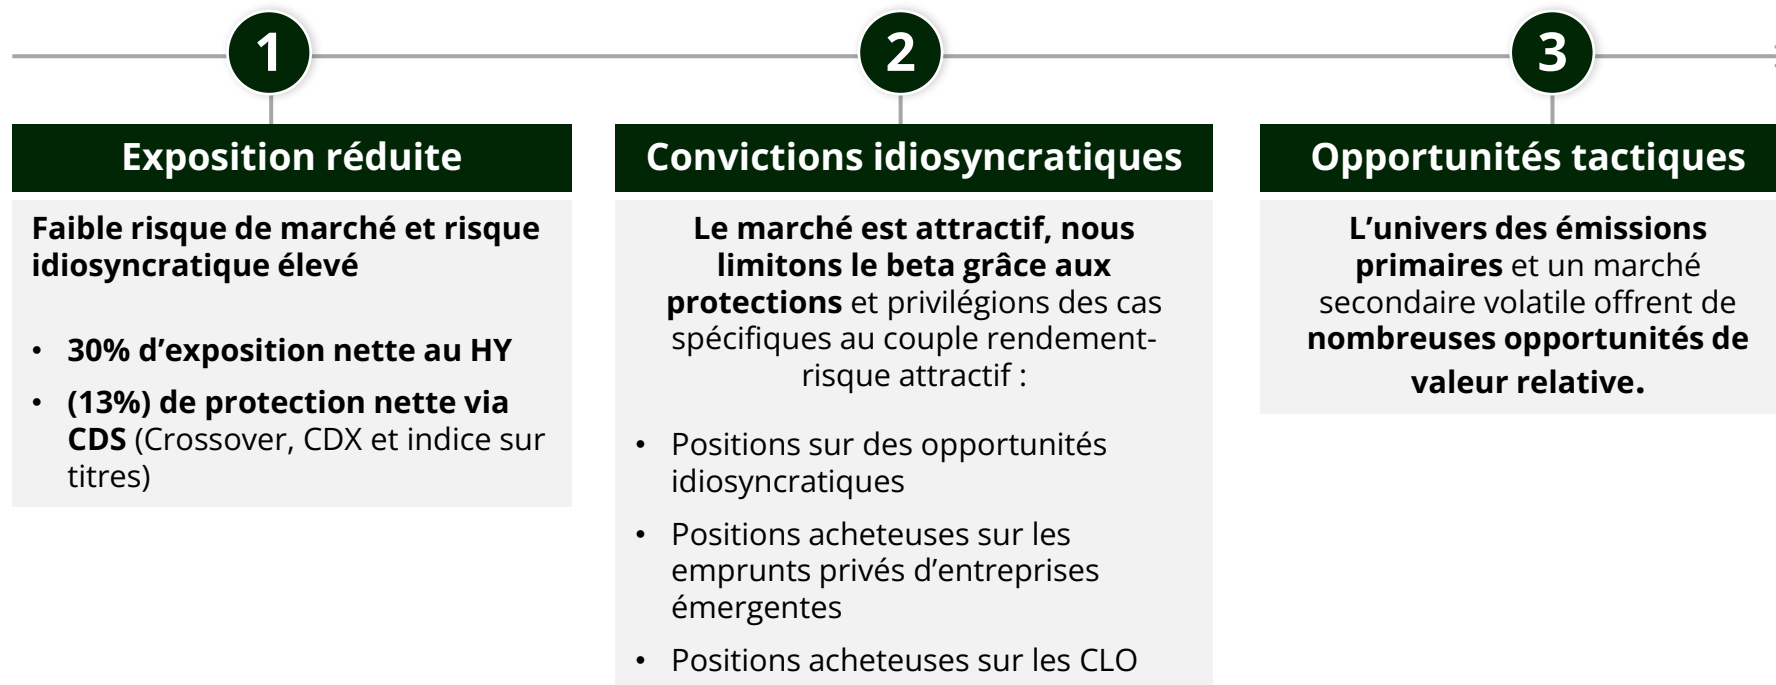 1
Exposition réduite
Faible risque de marché et risque
idiosyncratique élevé
• 30% d’exposition nette au HY
• (13%) de protection nette via
CDS (Crossover, CDX et indice sur
titres)
2
Convictions idiosyncratiques
Le marché est attractif, nous
limitons le beta grâce aux
protections et privilégions des cas
spécifiques au couple rendement-
risque attractif :
• Positions sur des opportunités
idiosyncratiques
• Positions acheteuses sur les
emprunts privés d’entreprises
émergentes
• Positions acheteuses sur les CLO
3
Opportunités tactiques
L’univers des émissions
primaires et un marché
secondaire volatile offrent de
nombreuses opportunités de
valeur relative.